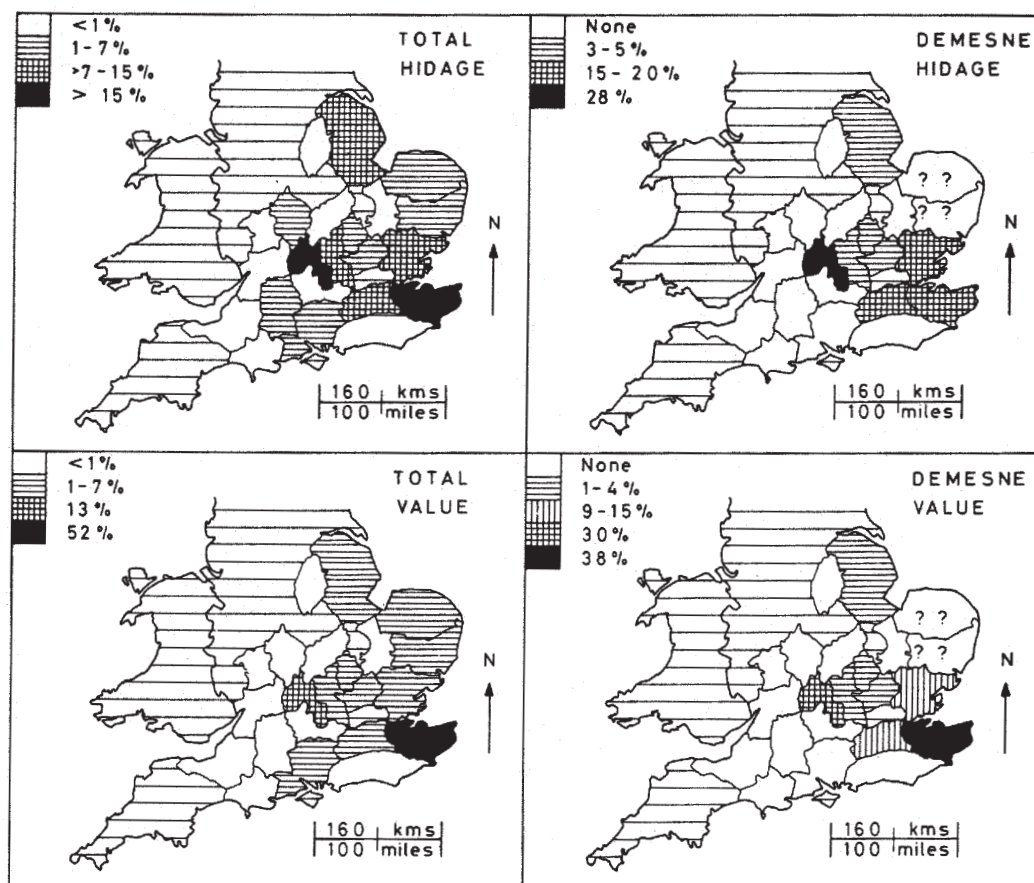 <1%
1-7%
>7-15%
> 15%
TOTAL
HIDAGE
N
160 kms
100 miles
None
3-5%
15-20%
28%
DEMESNE
HIDAGE
? ?
? ?
N
160 kms
100 miles
<1%
1-7%
13%
52%
TOTAL
VALUE
N
160 kms
100 miles
None
1-4%
9-15%
30%
38%
DEMESNE
VALUE
? ?
? ?
N
160 kms
100 miles